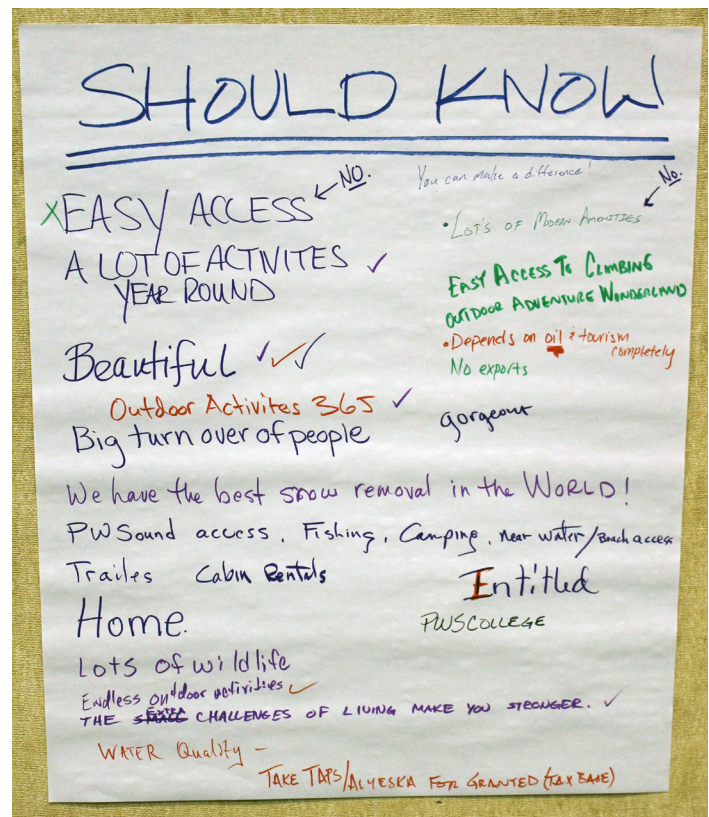 SHOULD KNOW
You can make a difference!
X EASY ACCESS ← NO.
• LOT'S OF MODERN AMONITIES ← No.
A LOT OF ACTIVITES ✓
YEAR ROUND
EASY ACCESS TO CLIMBING
OUTDOOR ADVENTURE WONDERLAND
• Depends on oil & tourism
completely
Beautiful ✓✓✓
No exports
Outdoor Activites 365 ✓
gorgeous
Big turn over of people
We have the best snow removal in the WORLD!
PWSound access, Fishing, Camping, near water/Beach access
Trailes Cabin Rentals
Entitled
Home.
PWSCOLLEGE
Lots of wildlife
Endless outdoor activities ✓
THE EXTRA CHALLENGES OF LIVING MAKE YOU STRONGER. ✓
WATER Quality -
TAKE TAPS/ALYESKA FOR GRANTED (TAX BASE)